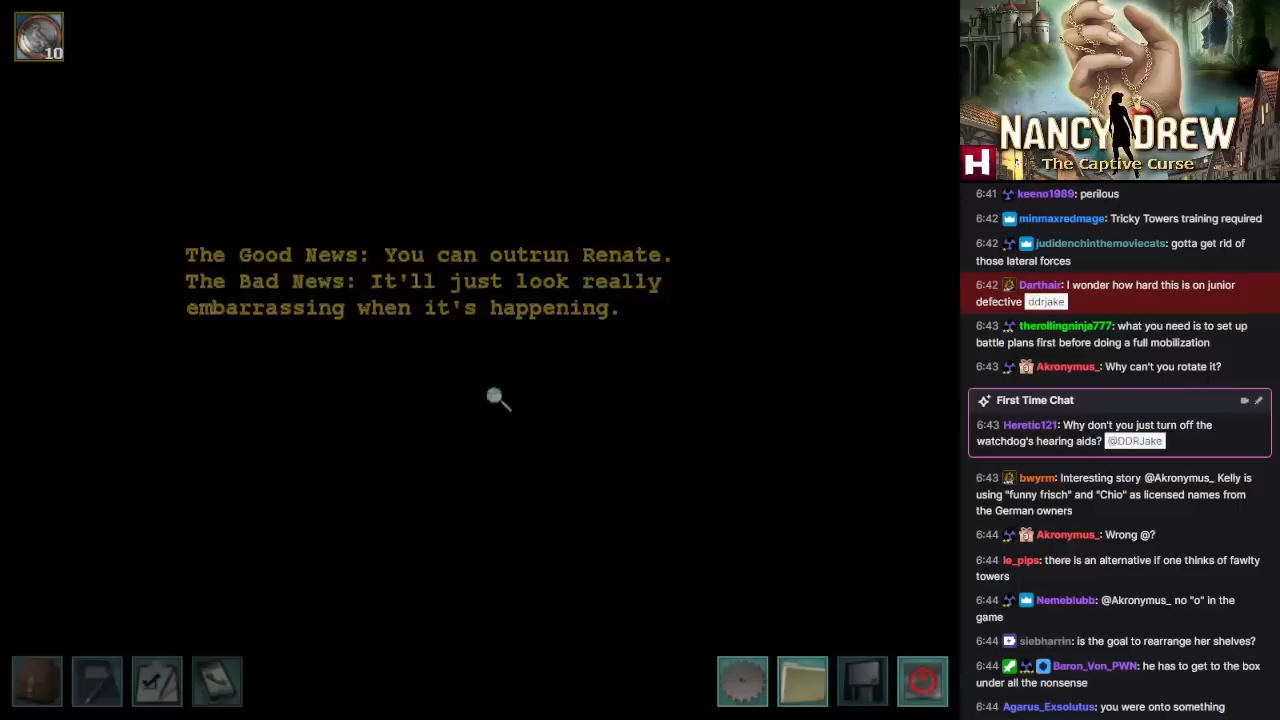 10
The Good News: You can outrun Renate.
The Bad News: It'll just look really
embarrassing when it's happening.
NANCY DREW
H
The Captive Curse
6:41 keeno1989: perilous
6:42 minmaxredmage: Tricky Towers training required
6:42 judidenchinthemoviecats: gotta get rid of
those lateral forces
6:42 Darthair: I wonder how hard this is on junior
defective ddrjake
6:43 therollingninja777: what you need is to set up
battle plans first before doing a full mobilization
6:43 Akronymus_: Why can't you rotate it?
First Time Chat
6:43 Heretic121: Why don't you just turn off the
watchdog's hearing aids? @DDRJake
6:43 bwyrm: Interesting story @Akronymus_ Kelly is
using "funny frisch" and "Chio" as licensed names from
the German owners
6:44 Akronymus_: Wrong @?
6:44 le_pips: there is an alternative if one thinks of fawlty
towers
6:44 Nemeblubb: @Akronymus_ no "o" in the
game
6:44 siebharrin: is the goal to rearrange her shelves?
6:44 Baron_Von_PWN: he has to get to the box
under all the nonsense
6:44 Agarus_Exsolutus: you were onto something